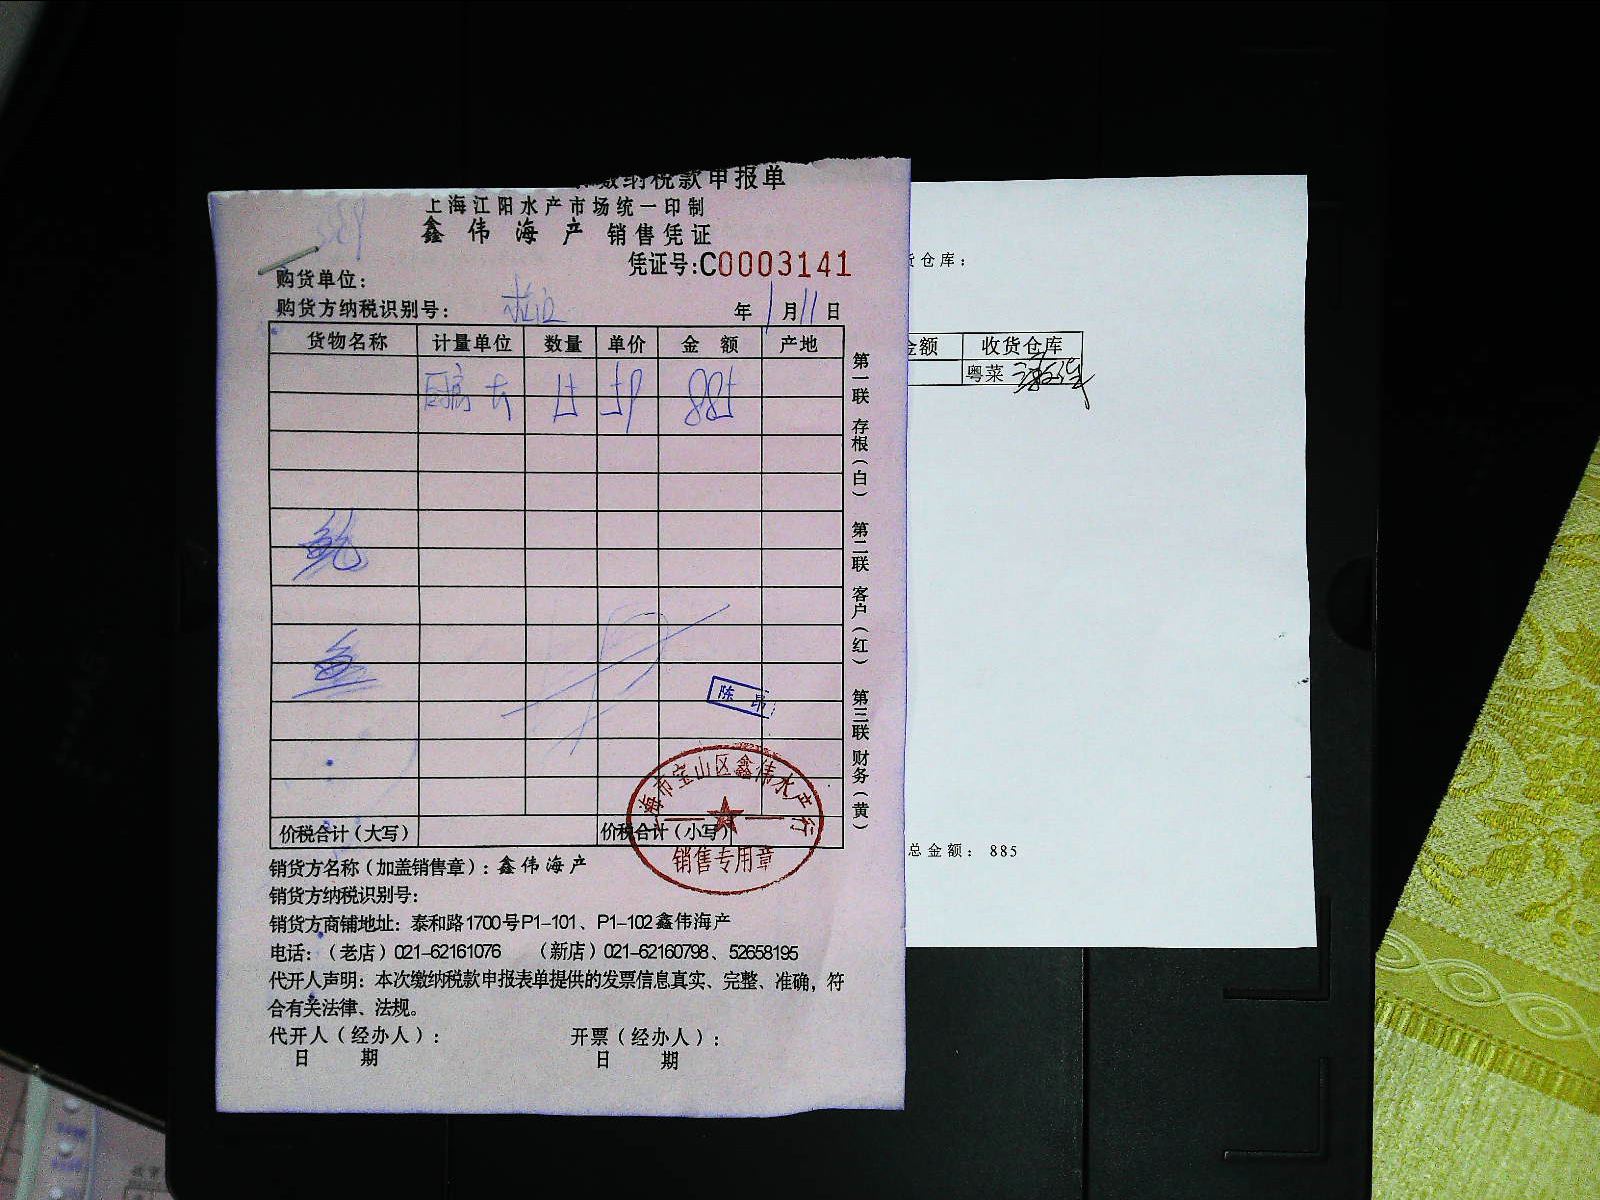 缴纳税款申报单
上海江阳水产市场统一印制
鑫伟海产 销售凭证
凭证号:C0003141
购货单位：
购货方纳税识别号：
年 1 月 11 日
货物名称 计量单位 数量 单价 金 额 产地
885
鲍
鱼
陈
价税合计（大写） 价税合计（小写）
海市宝山区鑫伟水产行
销售专用章
销货方名称（加盖销售章）：鑫伟海产
销货方纳税识别号：
销货方商铺地址：泰和路1700号P1-101、P1-102鑫伟海产
电话：（老店）021-62161076 （新店）021-62160798、52658195
代开人声明：本次缴纳税款申报表单提供的发票信息真实、完整、准确，符
合有关法律、法规。
代开人（经办人）： 开票（经办人）：
日 期 日 期
第一联 存根（白） 第二联 客户（红） 第三联 财务（黄）
仓库：
金额 收货仓库
粤菜
总金额： 885